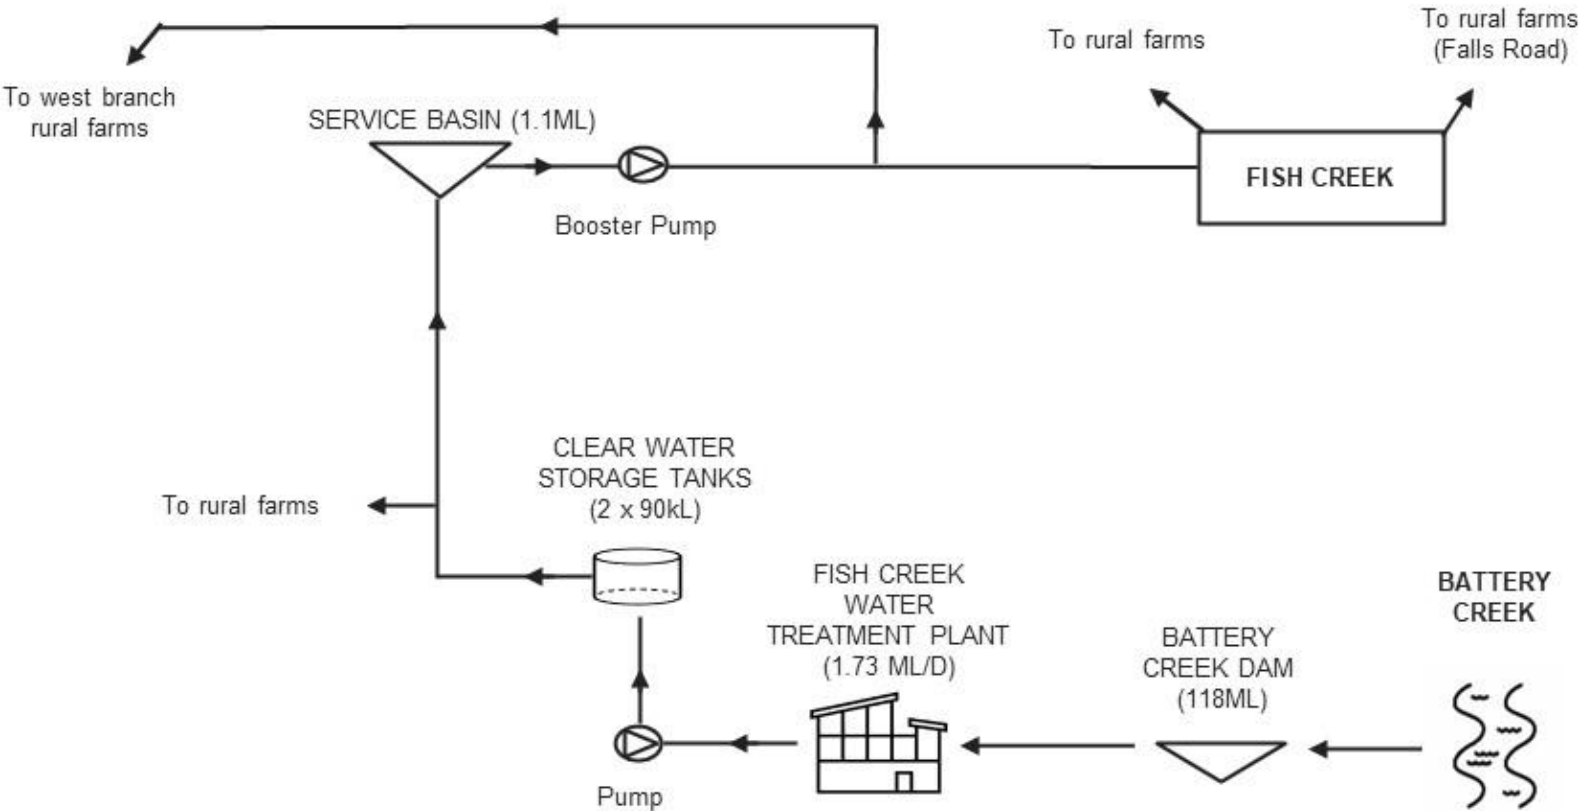 To rural farms
(Falls Road)
To rural farms
To west branch
rural farms
SERVICE BASIN (1.1ML)
FISH CREEK
Booster Pump
CLEAR WATER
STORAGE TANKS
(2 x 90kL)
To rural farms
FISH CREEK
WATER
TREATMENT PLANT
(1.73 ML/D)
BATTERY
CREEK DAM
(118ML)
BATTERY
CREEK
Pump